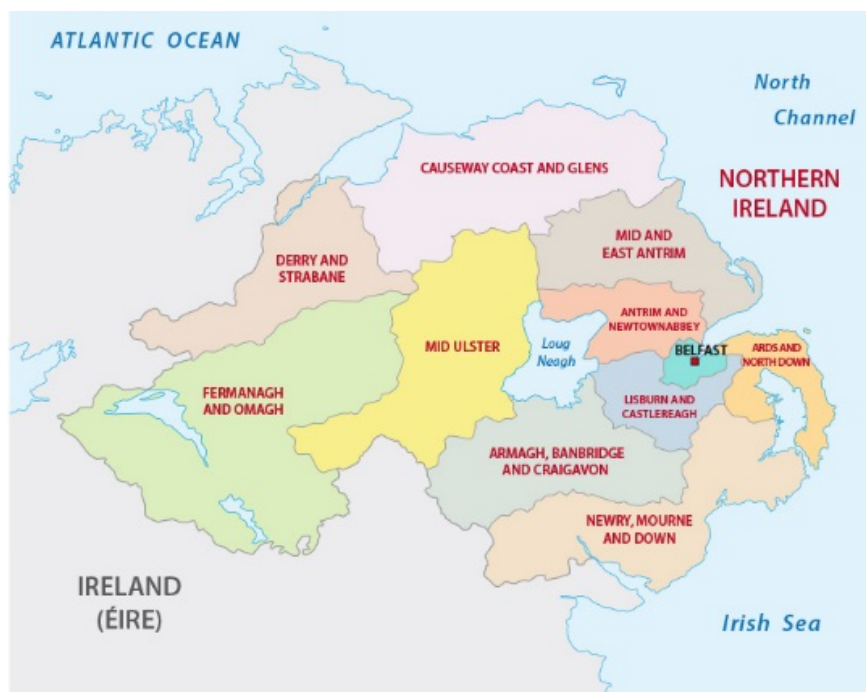 ATLANTIC OCEAN
North
Channel
CAUSEWAY COAST AND GLENS
NORTHERN
IRELAND
MID AND
EAST ANTRIM
DERRY AND
STRABANE
ANTRIM AND
NEWTOWNABBEY
MID ULSTER
Loug
Neagh
BELFAST
ARDS AND
NORTH DOWN
FERMANAGH
AND OMAGH
LISBURN AND
CASTLEREAGH
ARMAGH, BANBRIDGE
AND CRAIGAVON
NEWRY, MOURNE
AND DOWN
IRELAND
(ÉIRE)
Irish Sea